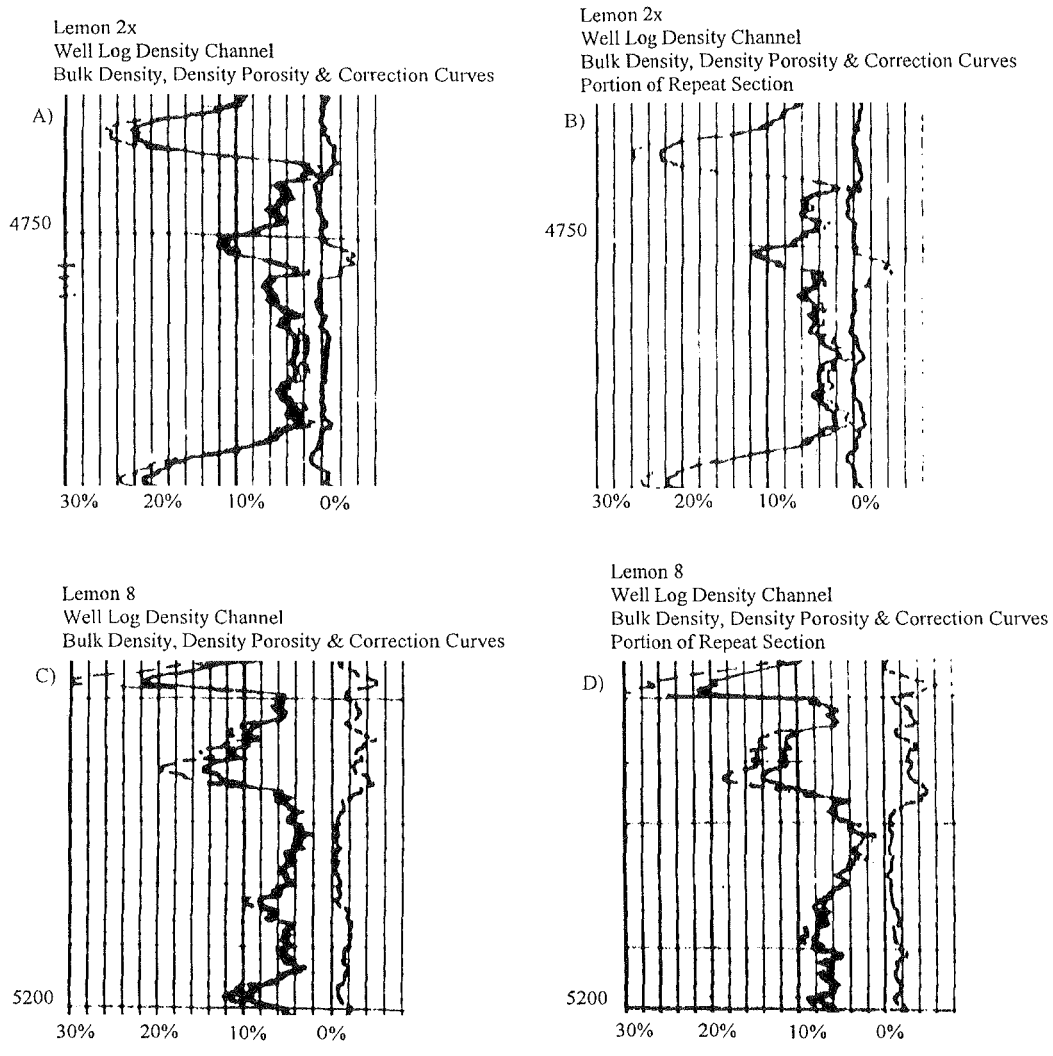 Lemon 2x
Well Log Density Channel
Bulk Density, Density Porosity & Correction Curves
A)
4750
30% 20% 10% 0%
Lemon 2x
Well Log Density Channel
Bulk Density, Density Porosity & Correction Curves
Portion of Repeat Section
B)
4750
30% 20% 10% 0%
Lemon 8
Well Log Density Channel
Bulk Density, Density Porosity & Correction Curves
C)
5200
30% 20% 10% 0%
Lemon 8
Well Log Density Channel
Bulk Density, Density Porosity & Correction Curves
Portion of Repeat Section
D)
5200
30% 20% 10% 0%